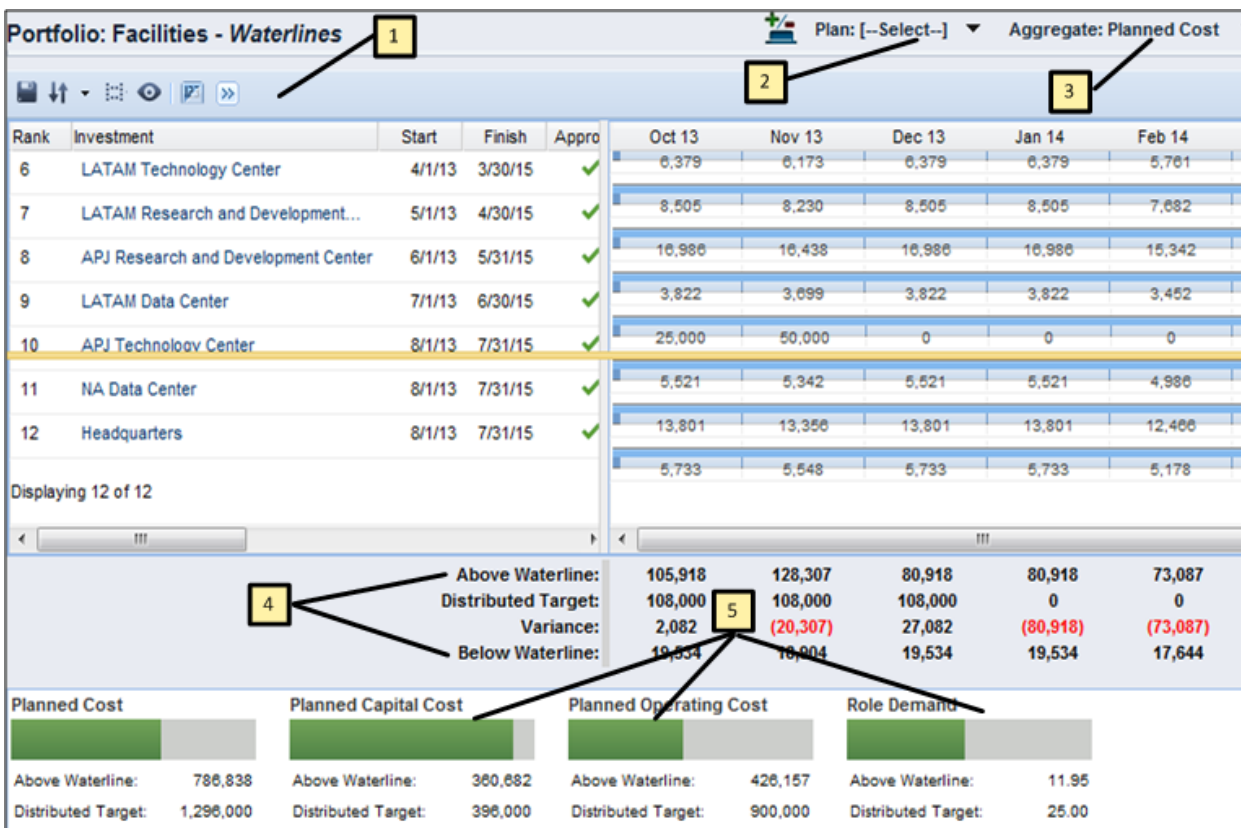 Portfolio: Facilities - Waterlines 1 Plan: [--Select--] Aggregate: Planned Cost
2 3
Rank Investment Start Finish Appro Oct 13 Nov 13 Dec 13 Jan 14 Feb 14
6 LATAM Technology Center 4/1/13 3/30/15 6,379 6,173 6,379 6,379 5,761
7 LATAM Research and Development... 5/1/13 4/30/15 8,505 8,230 8,505 8,505 7,682
8 APJ Research and Development Center 6/1/13 5/31/15 16,986 16,438 16,986 16,986 15,342
9 LATAM Data Center 7/1/13 6/30/15 3,822 3,699 3,822 3,822 3,452
10 APJ Technology Center 8/1/13 7/31/15 25,000 50,000 0 0 0
11 NA Data Center 8/1/13 7/31/15 5,521 5,342 5,521 5,521 4,986
12 Headquarters 8/1/13 7/31/15 13,801 13,356 13,801 13,801 12,466
5,733 5,548 5,733 5,733 5,178
Displaying 12 of 12
Above Waterline: 105,918 128,307 80,918 80,918 73,087
4 Distributed Target: 108,000 108,000 108,000 0 0
5
Variance: 2,082 (20,307) 27,082 (80,918) (73,087)
Below Waterline: 19,534 18,904 19,534 19,534 17,644
Planned Cost Planned Capital Cost Planned Operating Cost Role Demand
Above Waterline: 786,838 Above Waterline: 360,682 Above Waterline: 426,157 Above Waterline: 11.95
Distributed Target: 1,296,000 Distributed Target: 396,000 Distributed Target: 900,000 Distributed Target: 25.00